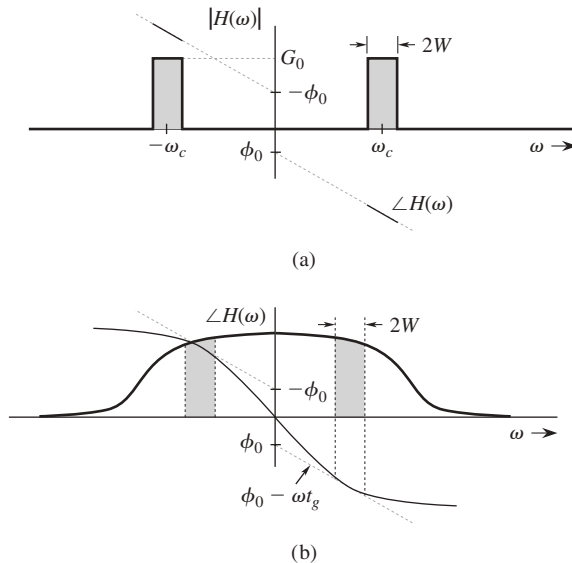 |H(ω)|
G₀
2W
−ϕ₀
−ω_c
ϕ₀
ω_c
ω
∠H(ω)
(a)
∠H(ω)
2W
−ϕ₀
ω
ϕ₀
ϕ₀ − ωt_g
(b)